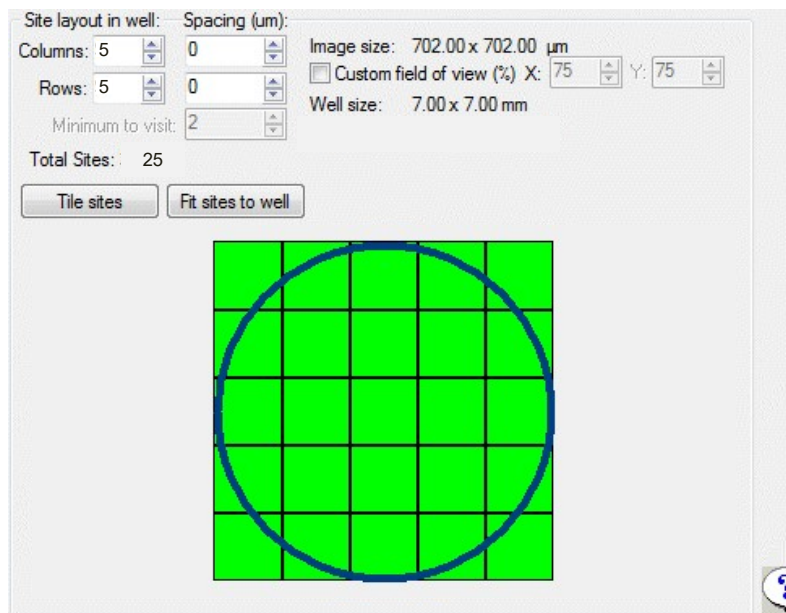 Site layout in well: Spacing (um):
Columns: 5 0 Image size: 702.00 x 702.00 µm
Custom field of view (%) X: 75 Y: 75
Rows: 5 0
Well size: 7.00 x 7.00 mm
Minimum to visit: 2
Total Sites: 25
Tile sites Fit sites to well
?